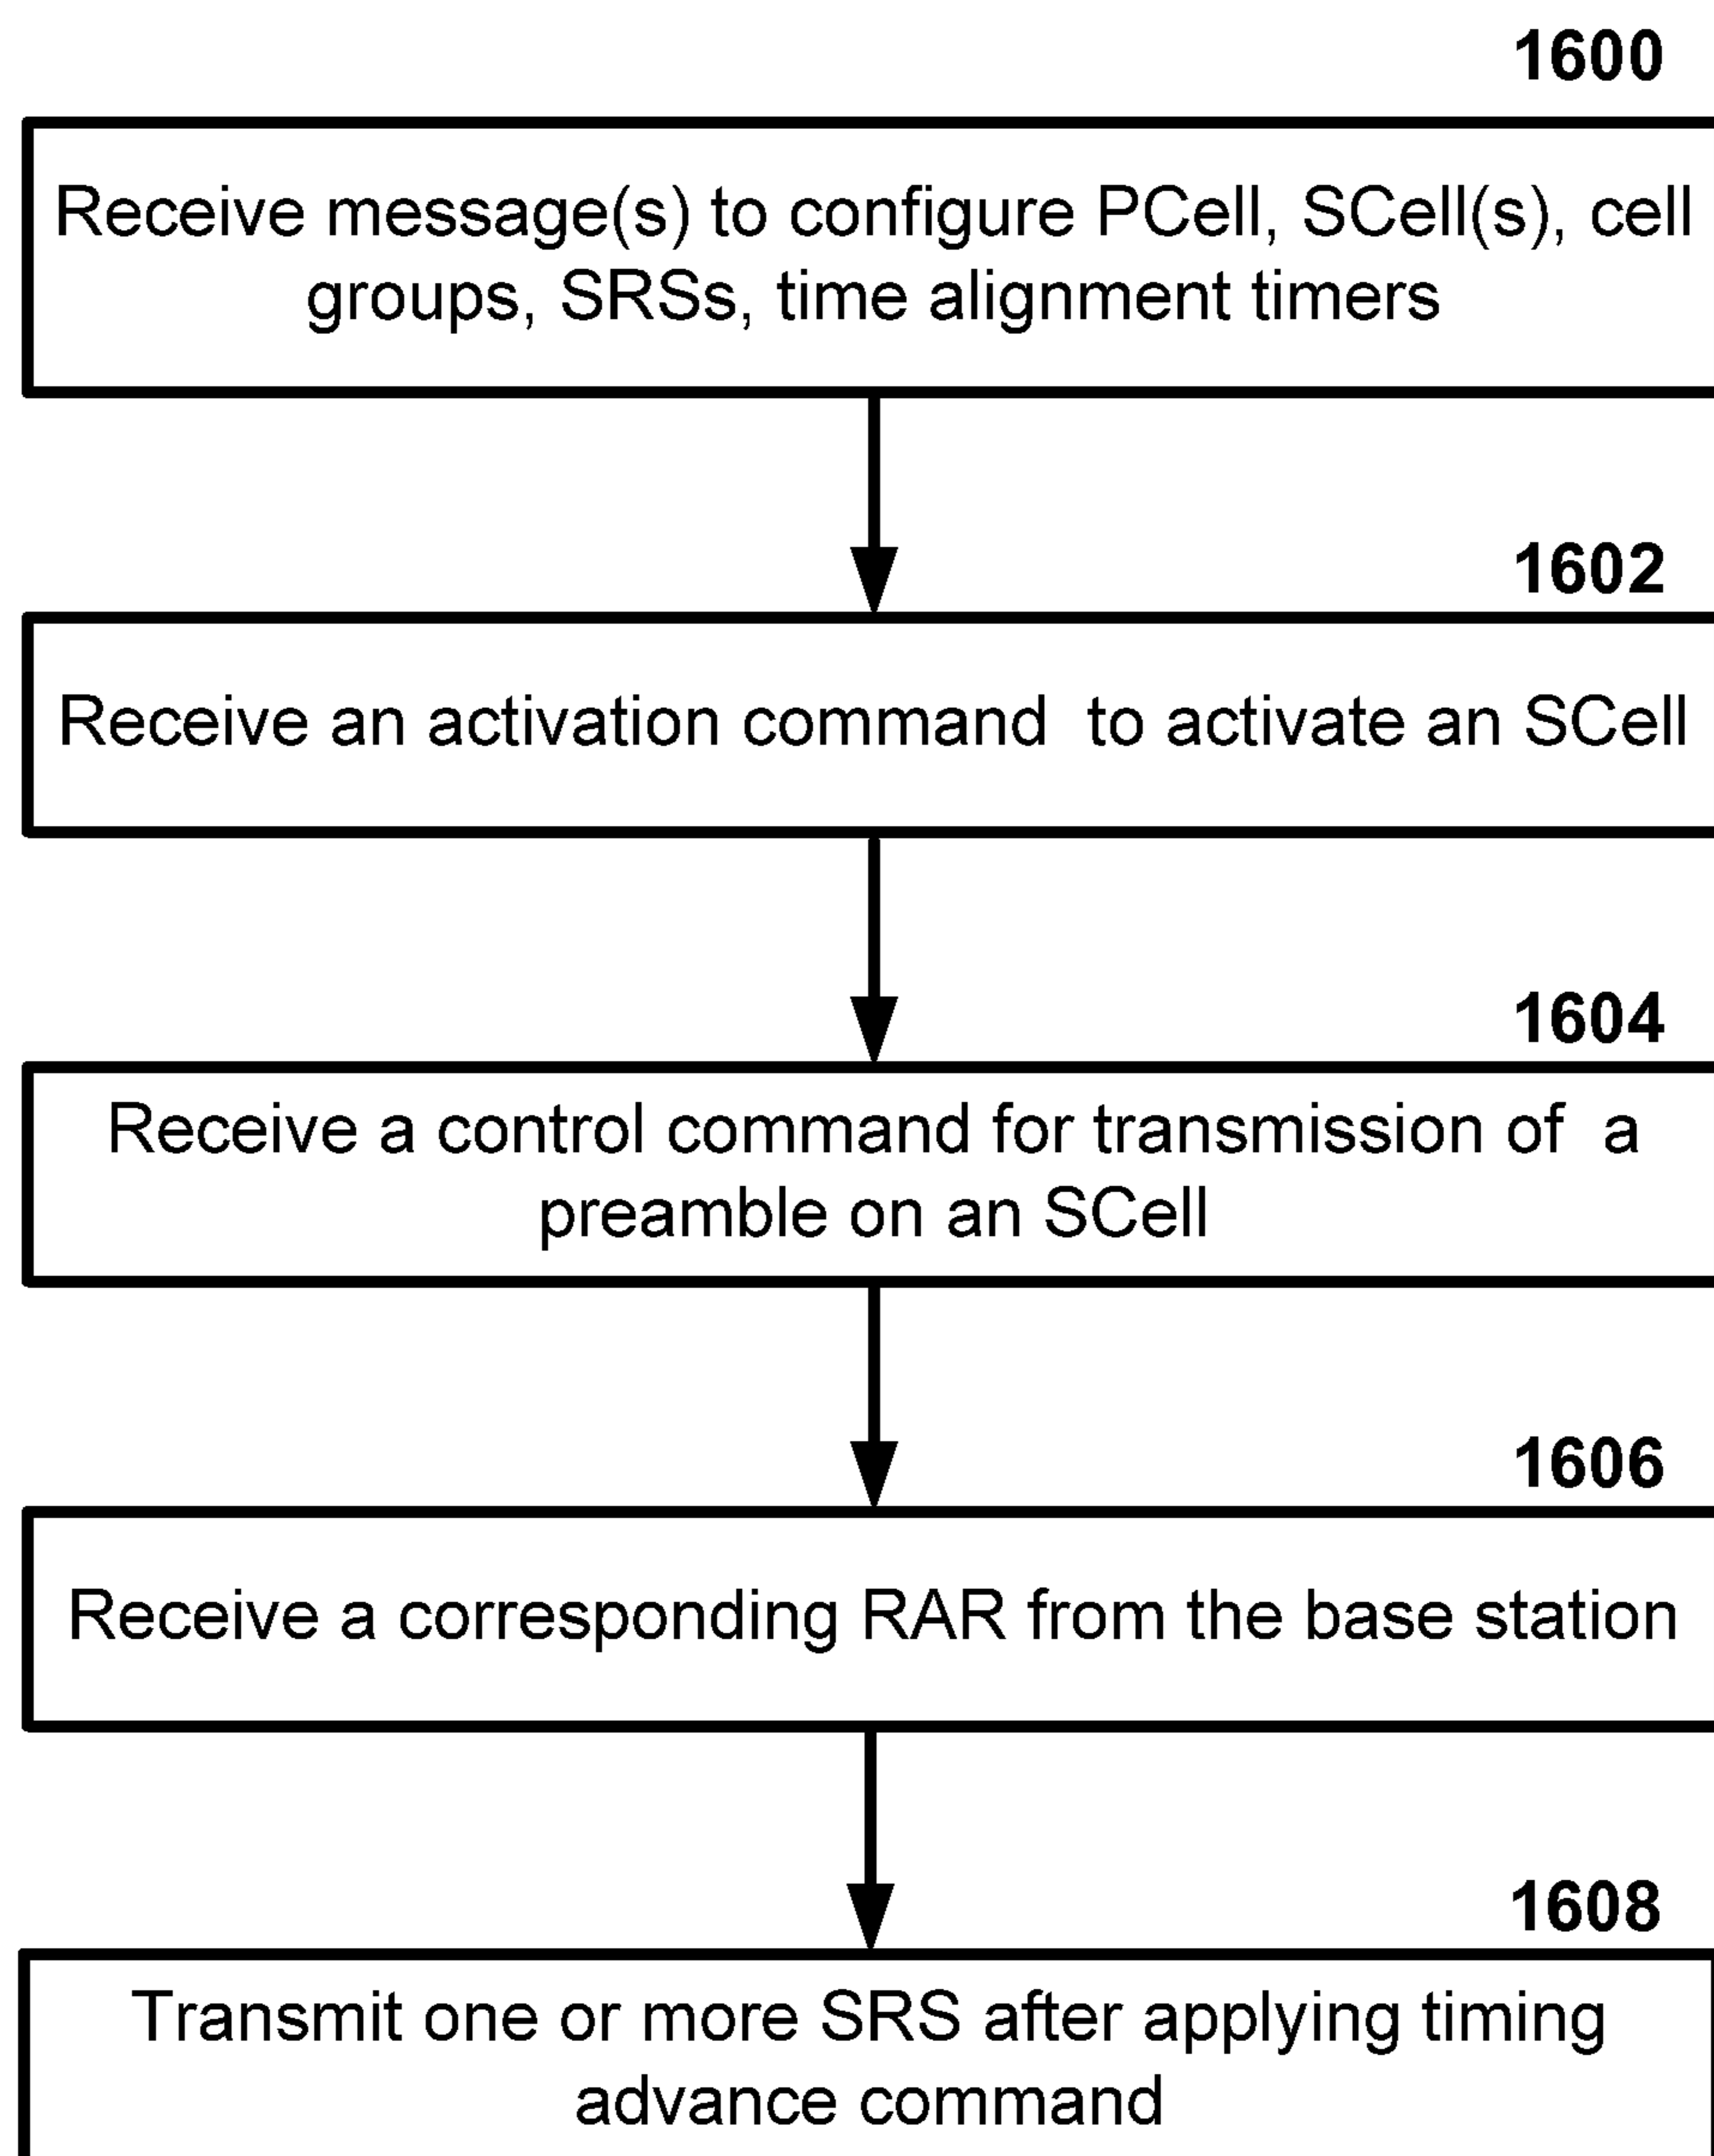 1600
Receive message(s) to configure PCell, SCell(s), cell
groups, SRSs, time alignment timers
1602
Receive an activation command to activate an SCell
1604
Receive a control command for transmission of a
preamble on an SCell
1606
Receive a corresponding RAR from the base station
1608
Transmit one or more SRS after applying timing
advance command